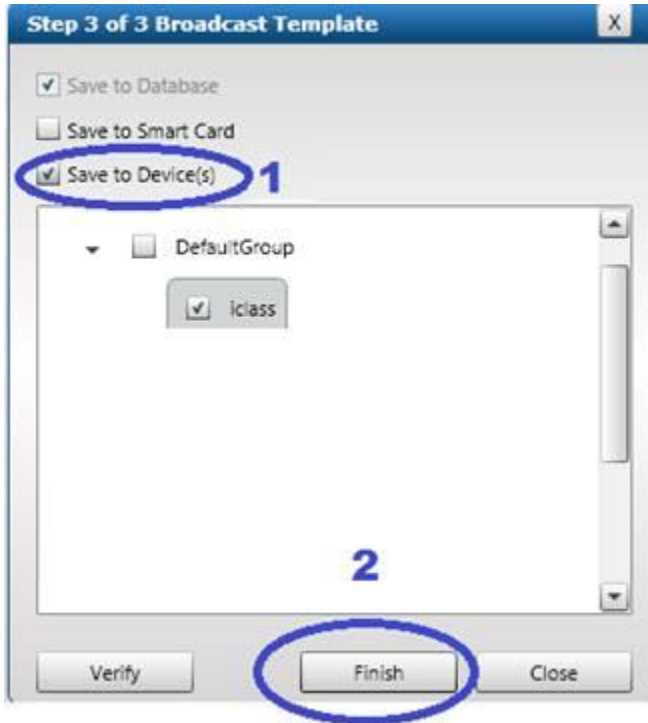 Step 3 of 3 Broadcast Template X
Save to Database
Save to Smart Card
Save to Device(s) 1
DefaultGroup
iclass
2
Verify Finish Close